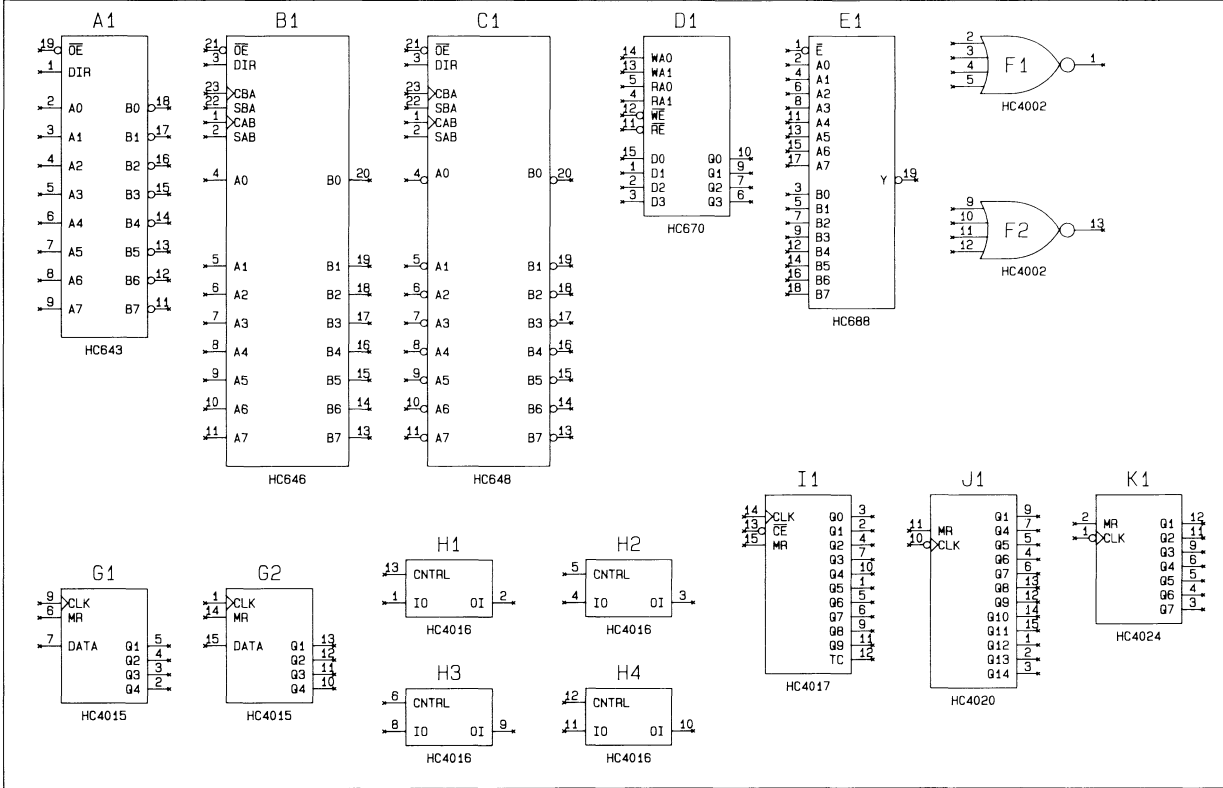 A1
19 OE
1 DIR
2 A0 B0 18
3 A1 B1 17
4 A2 B2 16
5 A3 B3 15
6 A4 B4 14
7 A5 B5 13
8 A6 B6 12
9 A7 B7 11
HC643
B1
21 OE
3 DIR
23 CBA
22 SBA
1 CAB
2 SAB
4 A0 B0 20
5 A1 B1 19
6 A2 B2 18
7 A3 B3 17
8 A4 B4 16
9 A5 B5 15
10 A6 B6 14
11 A7 B7 13
HC646
C1
21 OE
3 DIR
23 CBA
22 SBA
1 CAB
2 SAB
4 A0 B0 20
5 A1 B1 19
6 A2 B2 18
7 A3 B3 17
8 A4 B4 16
9 A5 B5 15
10 A6 B6 14
11 A7 B7 13
HC648
D1
14 WA0
13 WA1
5 RA0
4 RA1
12 WE
11 RE
15 D0 Q0 10
1 D1 Q1 9
2 D2 Q2 7
3 D3 Q3 6
HC670
E1
1 E
2 A0
4 A1
6 A2
8 A3
11 A4
13 A5
15 A6
17 A7
Y 19
3 B0
5 B1
7 B2
9 B3
12 B4
14 B5
16 B6
18 B7
HC688
2
3
4
5
F1
1
HC4002
9
10
11
12
F2
13
HC4002
G1
9 CLK
6 MR
7 DATA Q1 5
Q2 4
Q3 3
Q4 2
HC4015
G2
1 CLK
14 MR
15 DATA Q1 13
Q2 12
Q3 11
Q4 10
HC4015
H1
13 CNTRL
1 IO OI 2
HC4016
H2
5 CNTRL
4 IO OI 3
HC4016
H3
6 CNTRL
8 IO OI 9
HC4016
H4
12 CNTRL
11 IO OI 10
HC4016
I1
14 CLK Q0 3
13 CE Q1 2
15 MR Q2 4
Q3 7
Q4 10
Q5 1
Q6 5
Q7 6
Q8 9
Q9 11
TC 12
HC4017
J1
Q1 9
11 MR Q4 7
10 CLK Q5 5
Q6 4
Q7 6
Q8 13
Q9 12
Q10 14
Q11 15
Q12 1
Q13 2
Q14 3
HC4020
K1
2 MR Q1 12
1 CLK Q2 11
Q3 9
Q4 6
Q5 5
Q6 4
Q7 3
HC4024